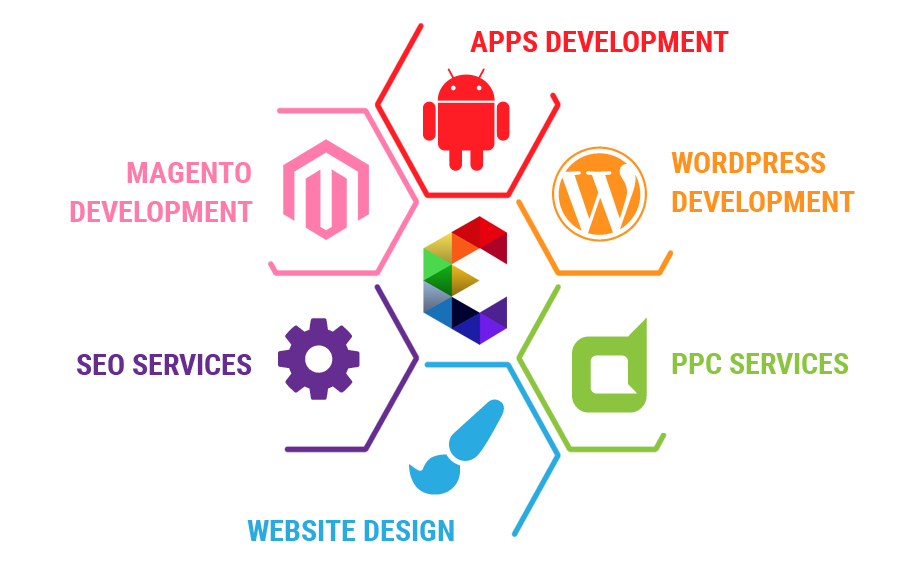 APPS DEVELOPMENT
WORDPRESS
DEVELOPMENT
MAGENTO
DEVELOPMENT
SEO SERVICES
PPC SERVICES
WEBSITE DESIGN